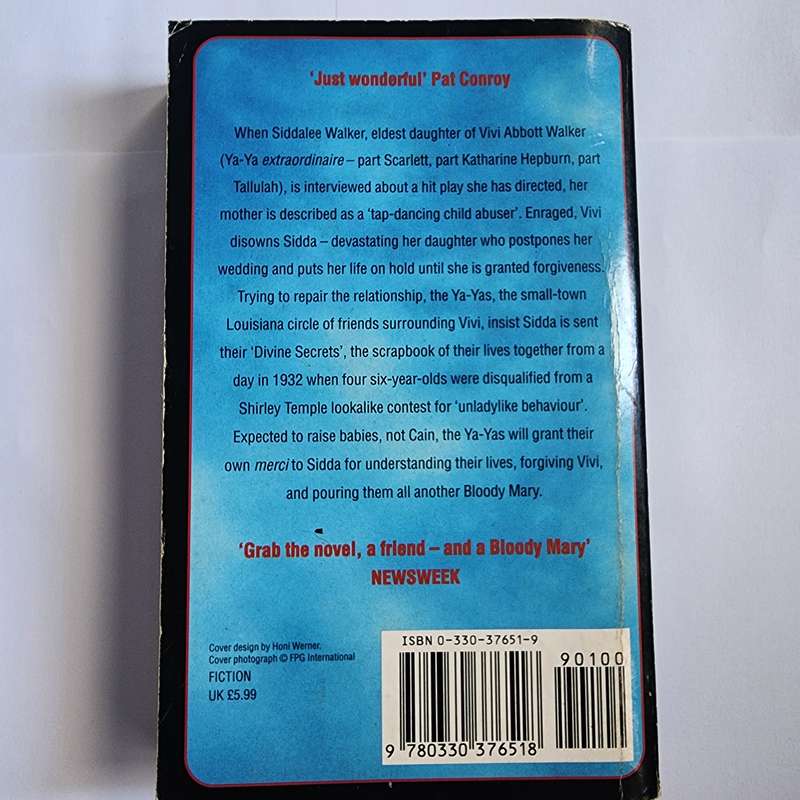 'Just wonderful' Pat Conroy
When Siddalee Walker, eldest daughter of Vivi Abbott Walker
(Ya-Ya extraordinaire – part Scarlett, part Katharine Hepburn, part
Tallulah), is interviewed about a hit play she has directed, her
mother is described as a 'tap-dancing child abuser'. Enraged, Vivi
disowns Sidda – devastating her daughter who postpones her
wedding and puts her life on hold until she is granted forgiveness.
Trying to repair the relationship, the Ya-Yas, the small-town
Louisiana circle of friends surrounding Vivi, insist Sidda is sent
their 'Divine Secrets', the scrapbook of their lives together from a
day in 1932 when four six-year-olds were disqualified from a
Shirley Temple lookalike contest for 'unladylike behaviour'.
Expected to raise babies, not Cain, the Ya-Yas will grant their
own merci to Sidda for understanding their lives, forgiving Vivi,
and pouring them all another Bloody Mary.
'Grab the novel, a friend – and a Bloody Mary'
NEWSWEEK
Cover design by Honi Werner.
Cover photograph © FPG International
FICTION
UK £5.99
ISBN 0-330-37651-9
90100
9 780330 376518